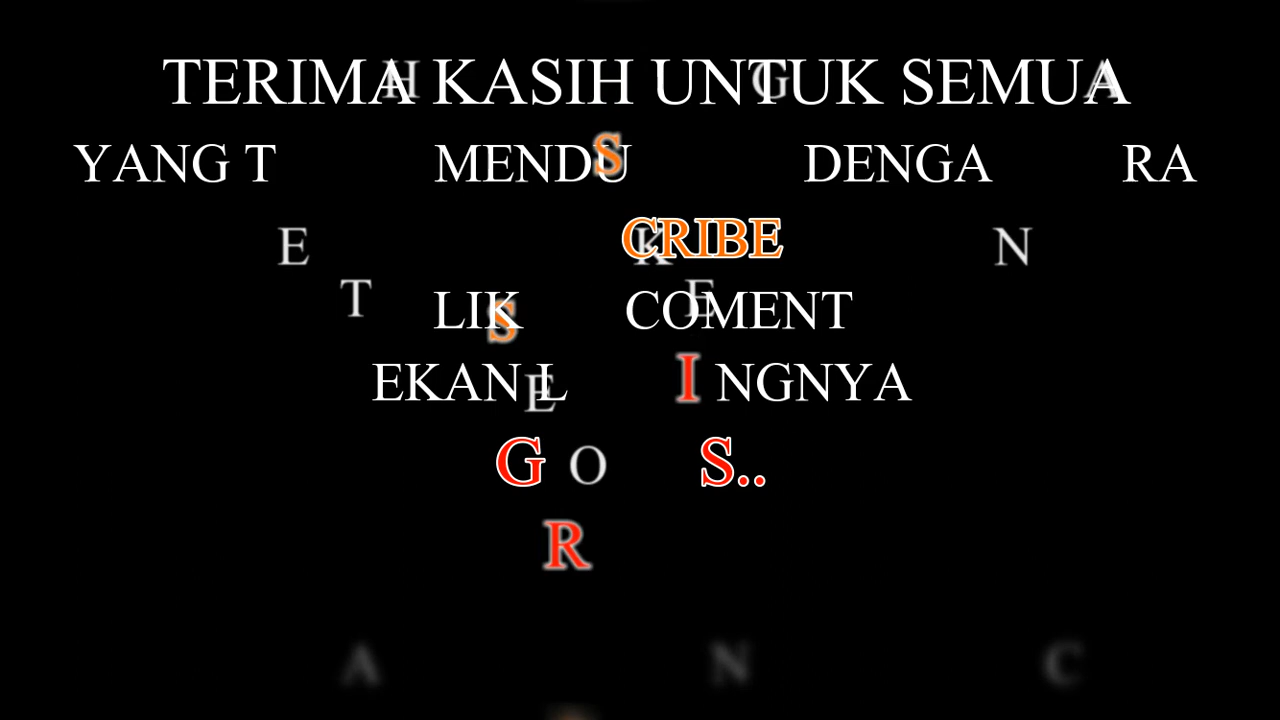 TERIMA KASIH UNTUK SEMUA
H G A
YANG T MENDU DENGA RA
S
CRIBE
E K N
T E
LIK COMENT
S
EKAN L I NGNYA
E
G O S..
R
A N C